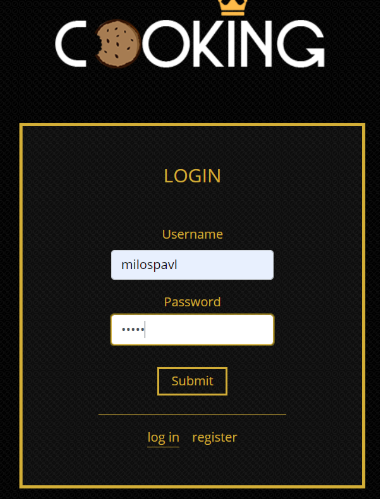 COOKING
LOGIN
Username
milospavl
Password
•••••
Submit
log in register